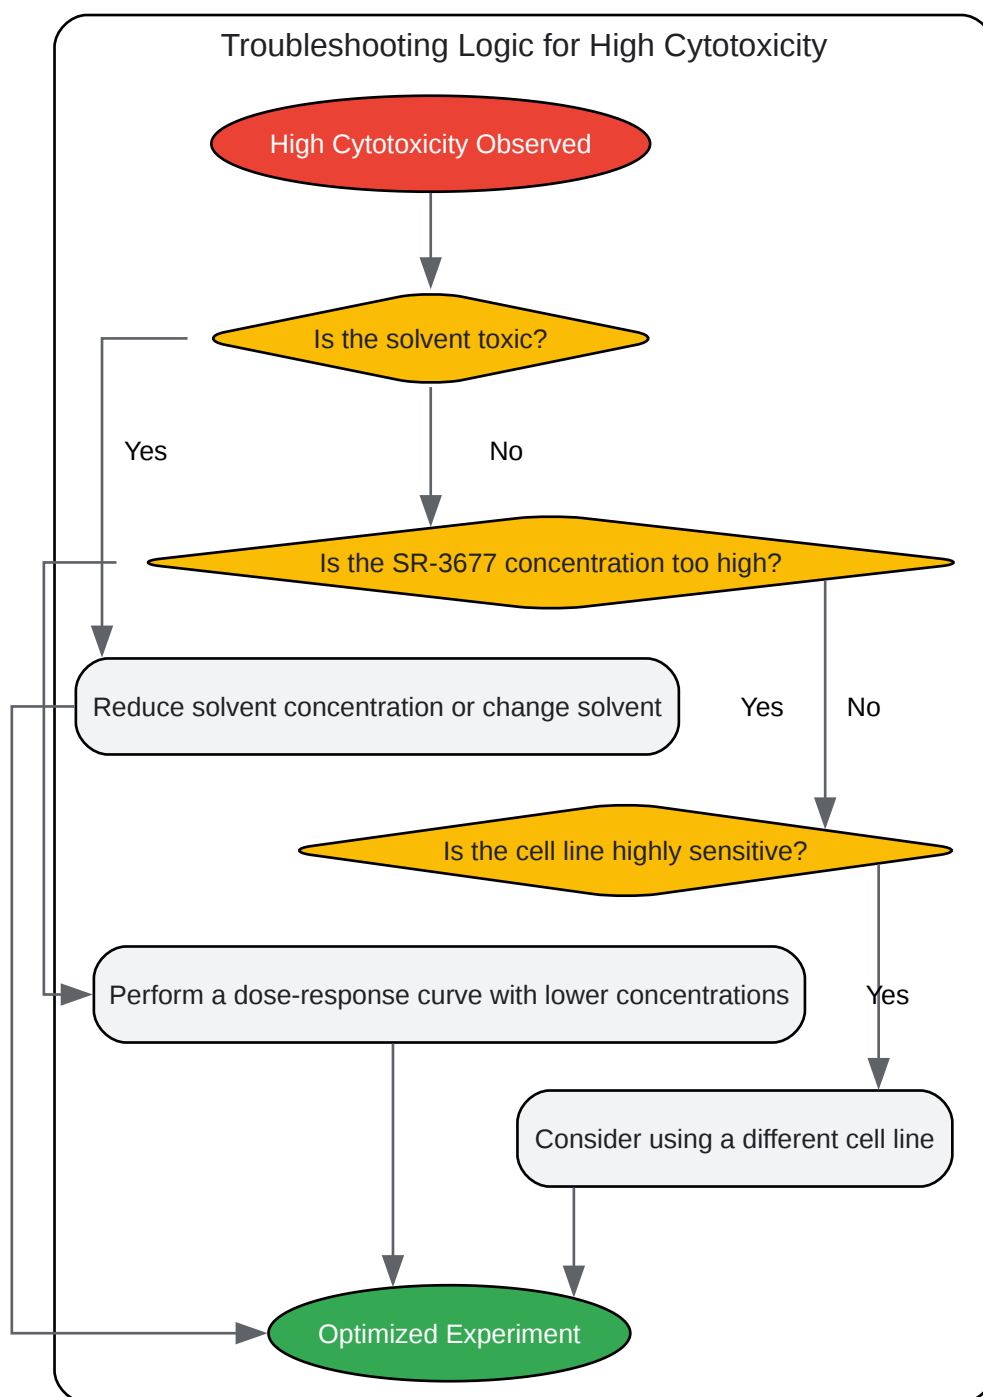 Troubleshooting Logic for High Cytotoxicity
High Cytotoxicity Observed
Is the solvent toxic?
Yes
No
Is the SR-3677 concentration too high?
Reduce solvent concentration or change solvent
Yes
No
Is the cell line highly sensitive?
Perform a dose-response curve with lower concentrations
Yes
Consider using a different cell line
Optimized Experiment